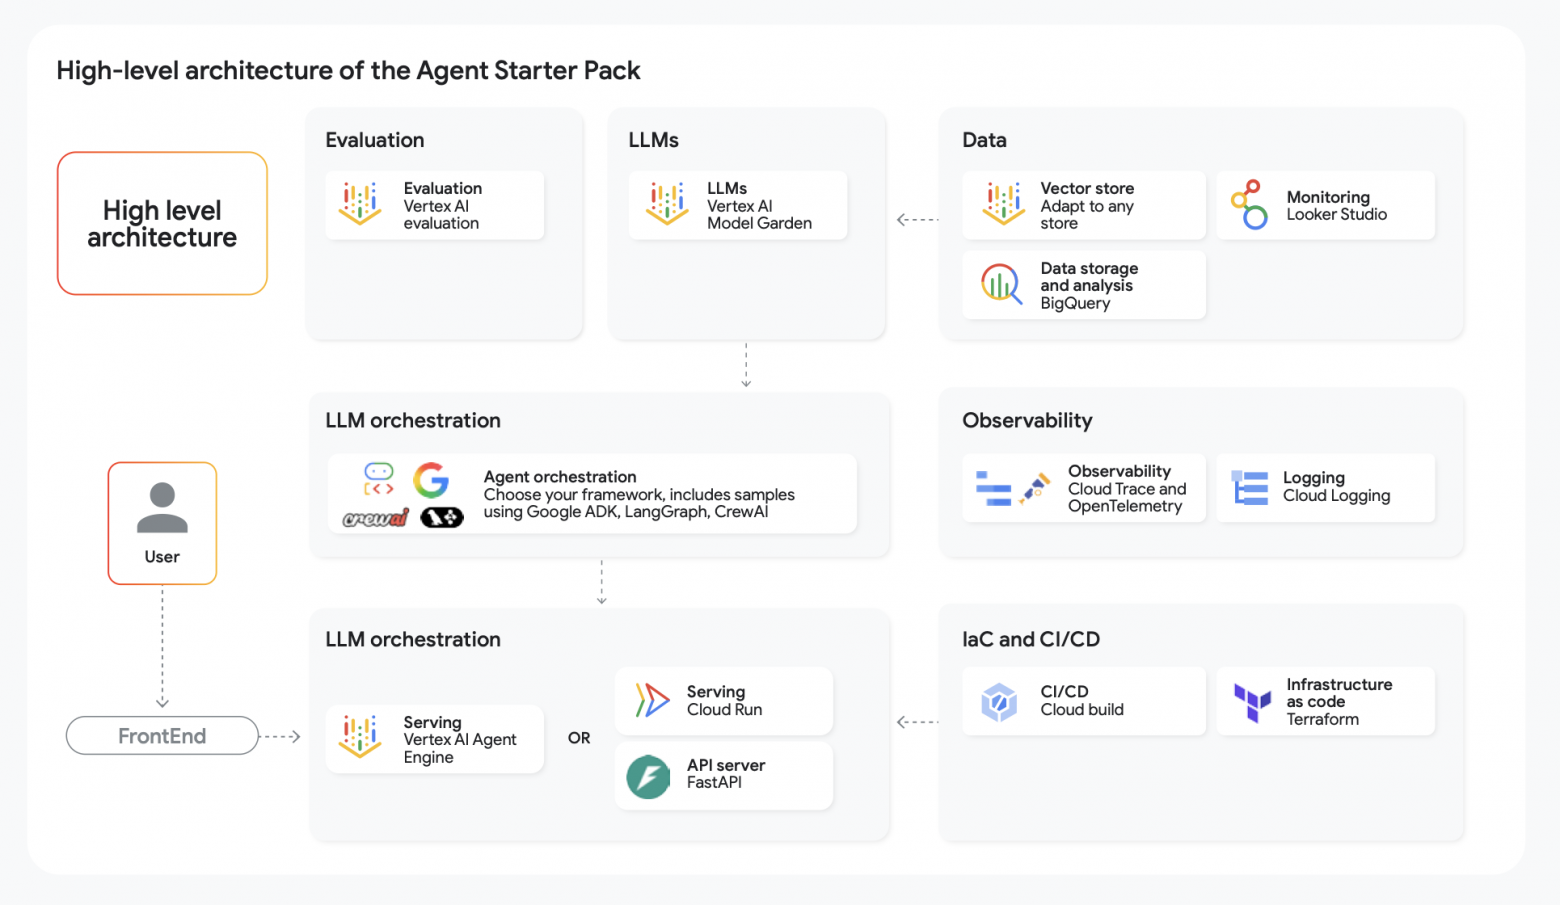 High-level architecture of the Agent Starter Pack
High level
architecture
Evaluation
Evaluation
Vertex AI
evaluation
LLMs
LLMs
Vertex AI
Model Garden
Data
Vector store
Adapt to any
store
Monitoring
Looker Studio
Data storage
and analysis
BigQuery
LLM orchestration
crewai
Agent orchestration
Choose your framework, includes samples
using Google ADK, LangGraph, CrewAI
Observability
Observability
Cloud Trace and
OpenTelemetry
Logging
Cloud Logging
User
FrontEnd
LLM orchestration
Serving
Vertex AI Agent
Engine
OR
Serving
Cloud Run
API server
FastAPI
IaC and CI/CD
CI/CD
Cloud build
Infrastructure
as code
Terraform